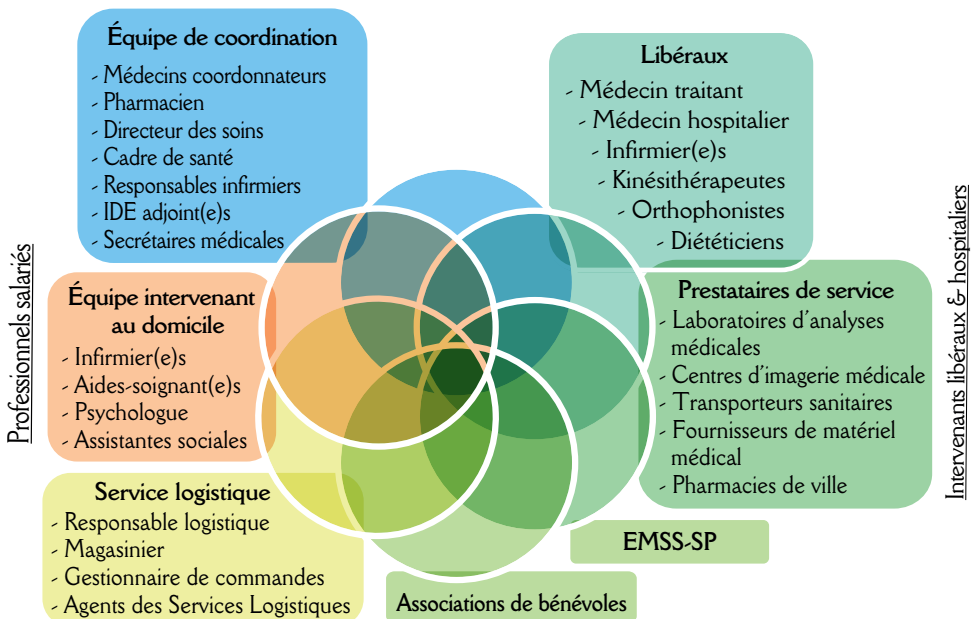 Professionnels salariés
Équipe de coordination
- Médecins coordonnateurs
- Pharmacien
- Directeur des soins
- Cadre de santé
- Responsables infirmiers
- IDE adjoint(e)s
- Secrétaires médicales
Équipe intervenant
au domicile
- Infirmier(e)s
- Aides-soignant(e)s
- Psychologue
- Assistantes sociales
Service logistique
- Responsable logistique
- Magasinier
- Gestionnaire de commandes
- Agents des Services Logistiques
Libéraux
- Médecin traitant
- Médecin hospitalier
- Infirmier(e)s
- Kinésithérapeutes
- Orthophonistes
- Diététiciens
Prestataires de service
- Laboratoires d'analyses
médicales
- Centres d'imagerie médicale
- Transporteurs sanitaires
- Fournisseurs de matériel
médical
- Pharmacies de ville
EMSS-SP
Associations de bénévoles
Intervenants libéraux & hospitaliers